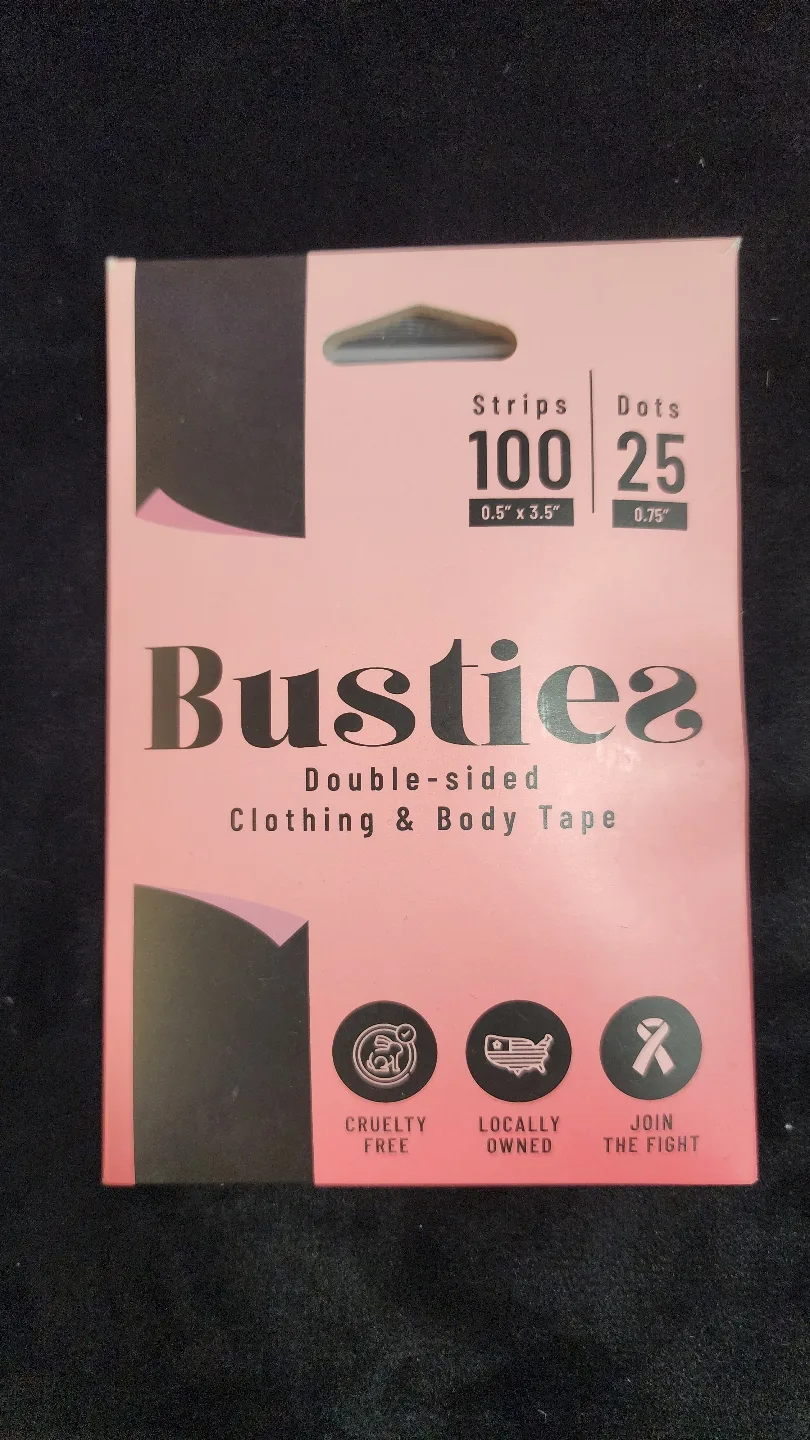 Strips
100
0.5" x 3.5"
Dots
25
0.75"
Busties
Double-sided
Clothing & Body Tape
CRUELTY
FREE
LOCALLY
OWNED
JOIN
THE FIGHT